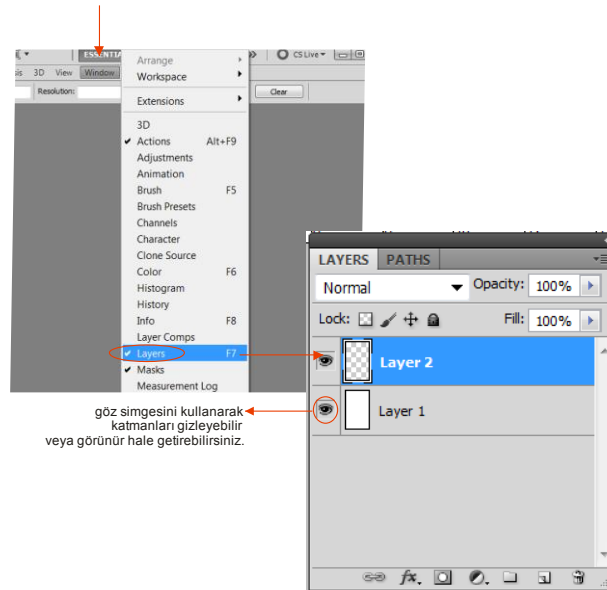 ESSENTIA
CS Live
3D View Window
Resolution:
Clear
Arrange
Workspace
Extensions
3D
Actions Alt+F9
Adjustments
Animation
Brush F5
Brush Presets
Channels
Character
Clone Source
Color F6
Histogram
History
Info F8
Layer Comps
Layers F7
Masks
Measurement Log
göz simgesini kullanarak
katmanları gizleyebilir
veya görünür hale getirebilirsiniz.
LAYERS PATHS
Normal Opacity: 100%
Lock: Fill: 100%
Layer 2
Layer 1
fx.